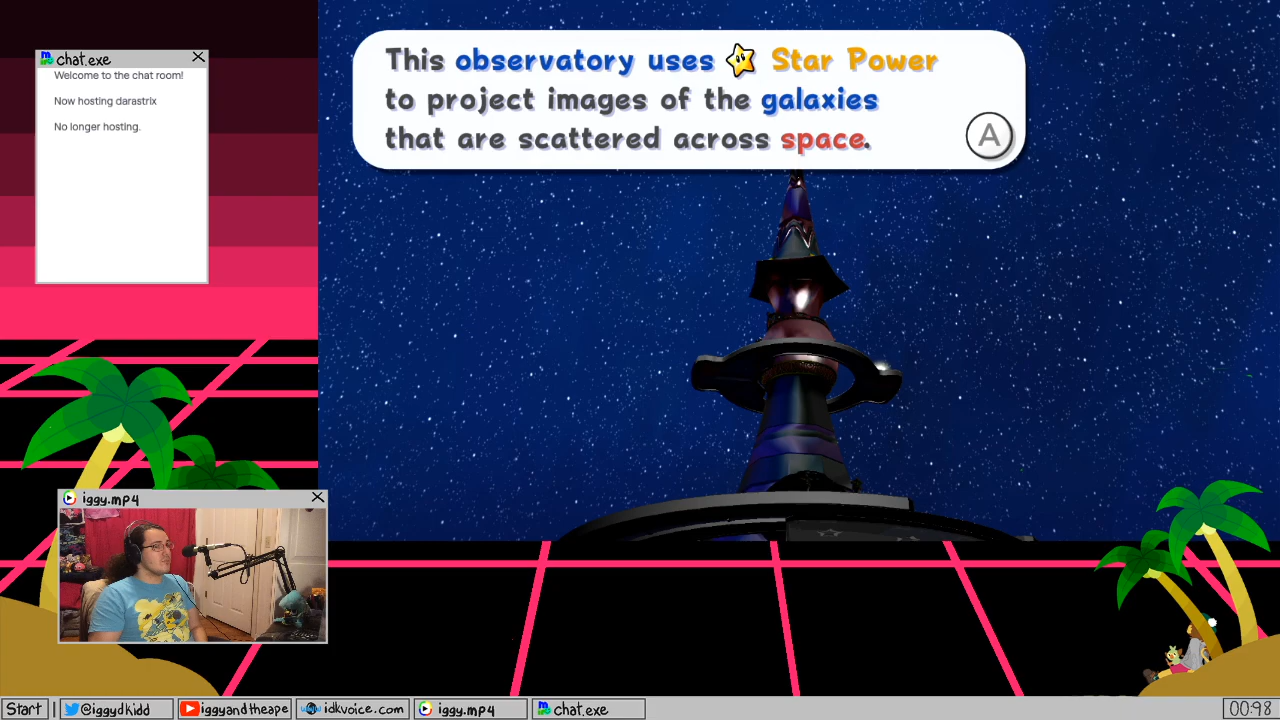 chat.exe
Welcome to the chat room!
Now hosting darastrix
No longer hosting.
This observatory uses Star Power
to project images of the galaxies
that are scattered across space.
A
iggy.mp4
Start | @iggydkidd iggyandtheape www idkvoice.com iggy.mp4 chat.exe 00:98